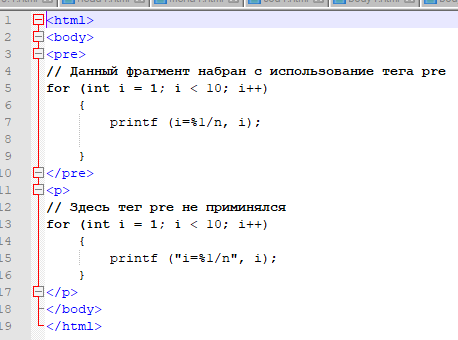 1 <html>
2 <body>
3 <pre>
4 // Данный фрагмент набран с использование тега pre
5 for (int i = 1; i < 10; i++)
6 {
7 printf (i=%1/n, i);
8
9 }
10 </pre>
11 <p>
12 // Здесь тег pre не приминялся
13 for (int i = 1; i < 10; i++)
14 {
15 printf ("i=%1/n", i);
16 }
17 </p>
18 </body>
19 </html>